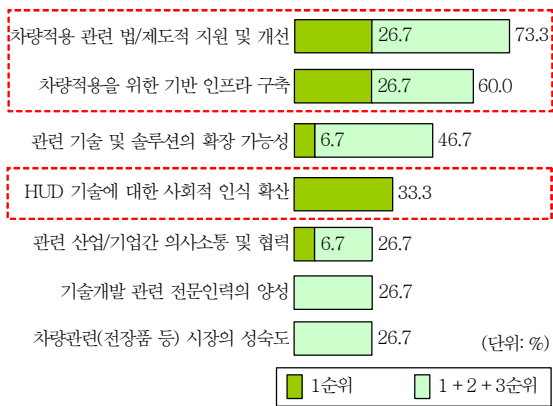 차량적용 관련 법/제도적 지원 및 개선 26.7 73.3
차량적용을 위한 기반 인프라 구축 26.7 60.0
관련 기술 및 솔루션의 확장 가능성 6.7 46.7
HUD 기술에 대한 사회적 인식 확산 33.3
관련 산업/기업간 의사소통 및 협력 6.7 26.7
기술개발 관련 전문인력의 양성 26.7
차량관련(전장품 등) 시장의 성숙도 26.7
(단위: %)
1순위 1+2+3순위